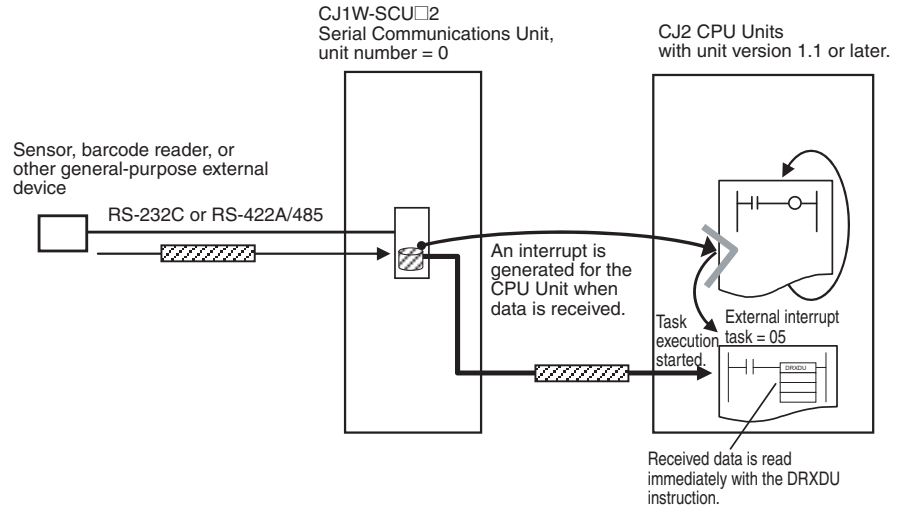 CJ1W-SCU□2
Serial Communications Unit,
unit number = 0
CJ2 CPU Units
with unit version 1.1 or later.
Sensor, barcode reader, or
other general-purpose external
device
RS-232C or RS-422A/485
An interrupt is
generated for the
CPU Unit when
data is received.
Task
execution
started.
External interrupt
task = 05
DRXDU
Received data is read
immediately with the DRXDU
instruction.